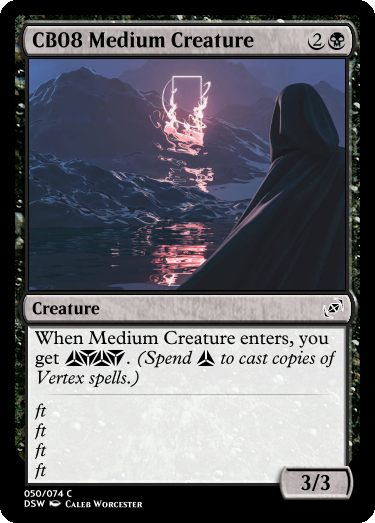 CB08 Medium Creature 2
Creature
When Medium Creature enters, you
get . (Spend to cast copies of
Vertex spells.)
ft
ft
ft
ft
3/3
050/074 C
DSW Caleb Worcester